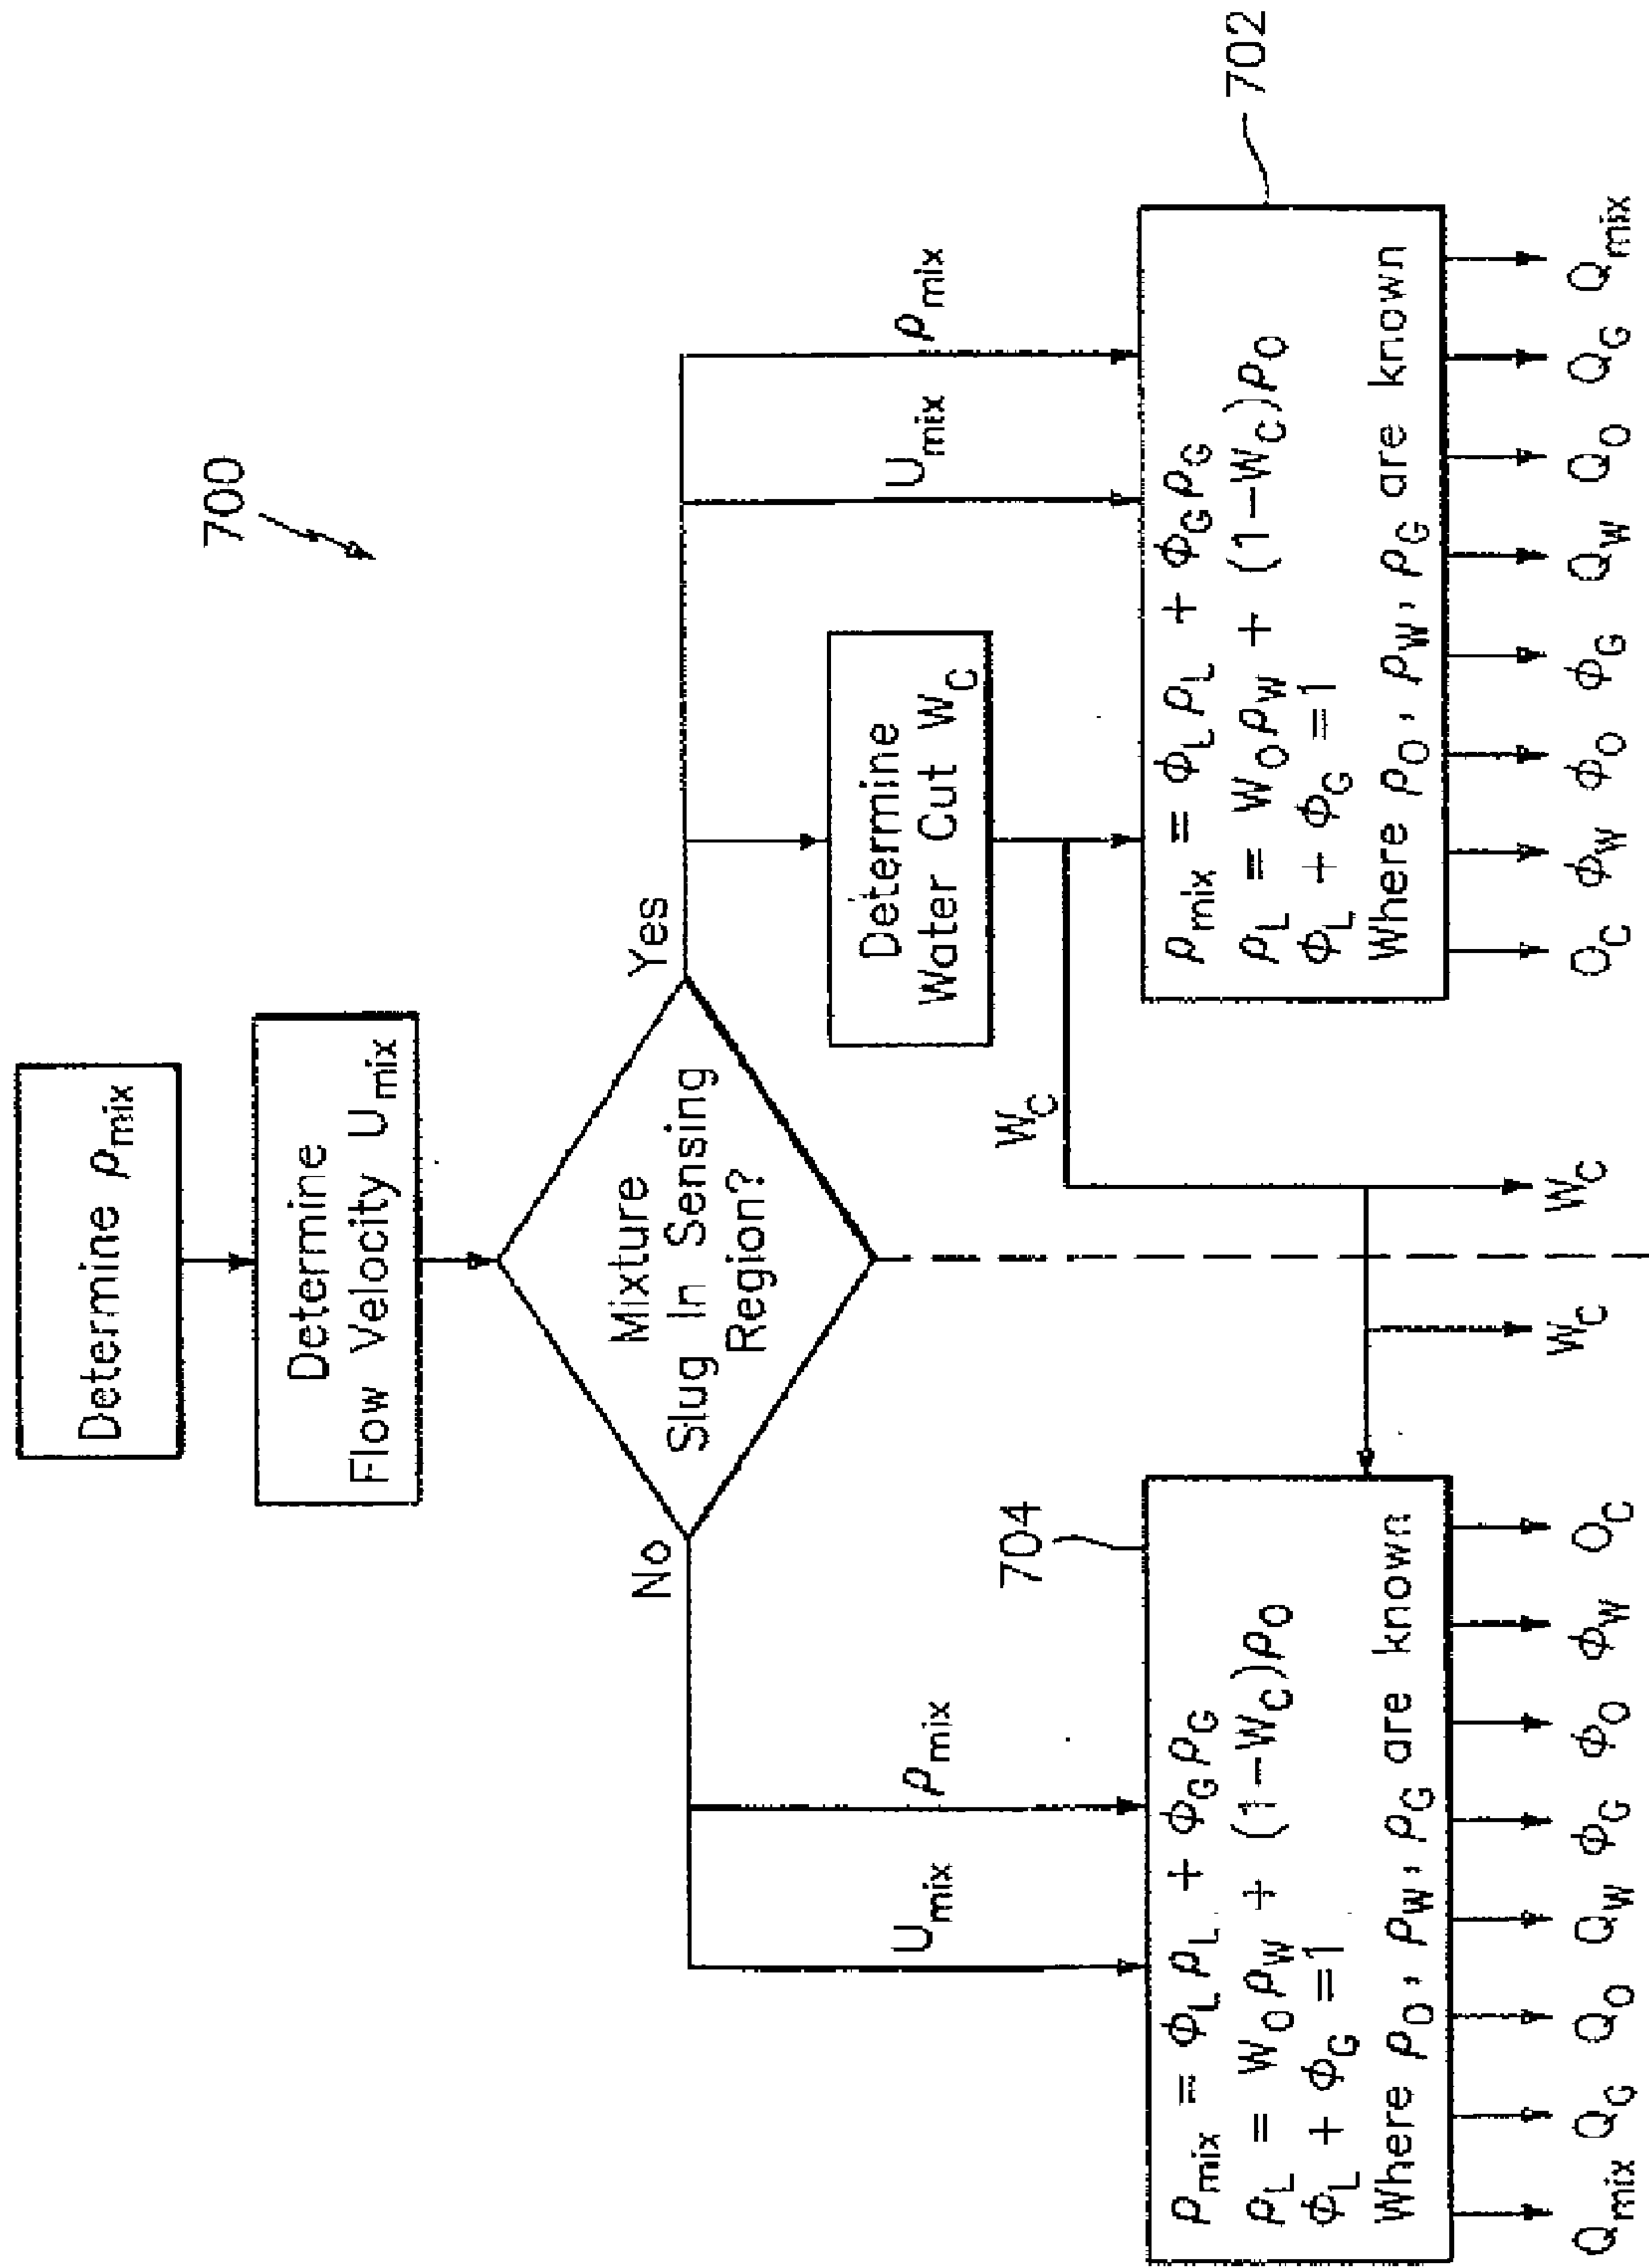 700
Determine ρmix
Determine
Flow Velocity Umix
Mixture
Slug In Sensing
Region?
No
Yes
Umix
ρmix
Umix
ρmix
Determine
Water Cut WC
WC
704
702
ρmix = ϕLρL + ϕGρG
ρL = WOρW + (1-WC)ρO
ϕL + ϕG =1
Where ρO, ρW, ρG are known
ρmix = ϕLρL + ϕGρG
ρL = WOρW + (1-WC)ρO
ϕL + ϕG =1
Where ρO, ρW, ρG are known
Qmix QG QO QW ϕG ϕO ϕW OC
WC
WC
OC ϕW ϕO ϕG QW QO QG Qmix